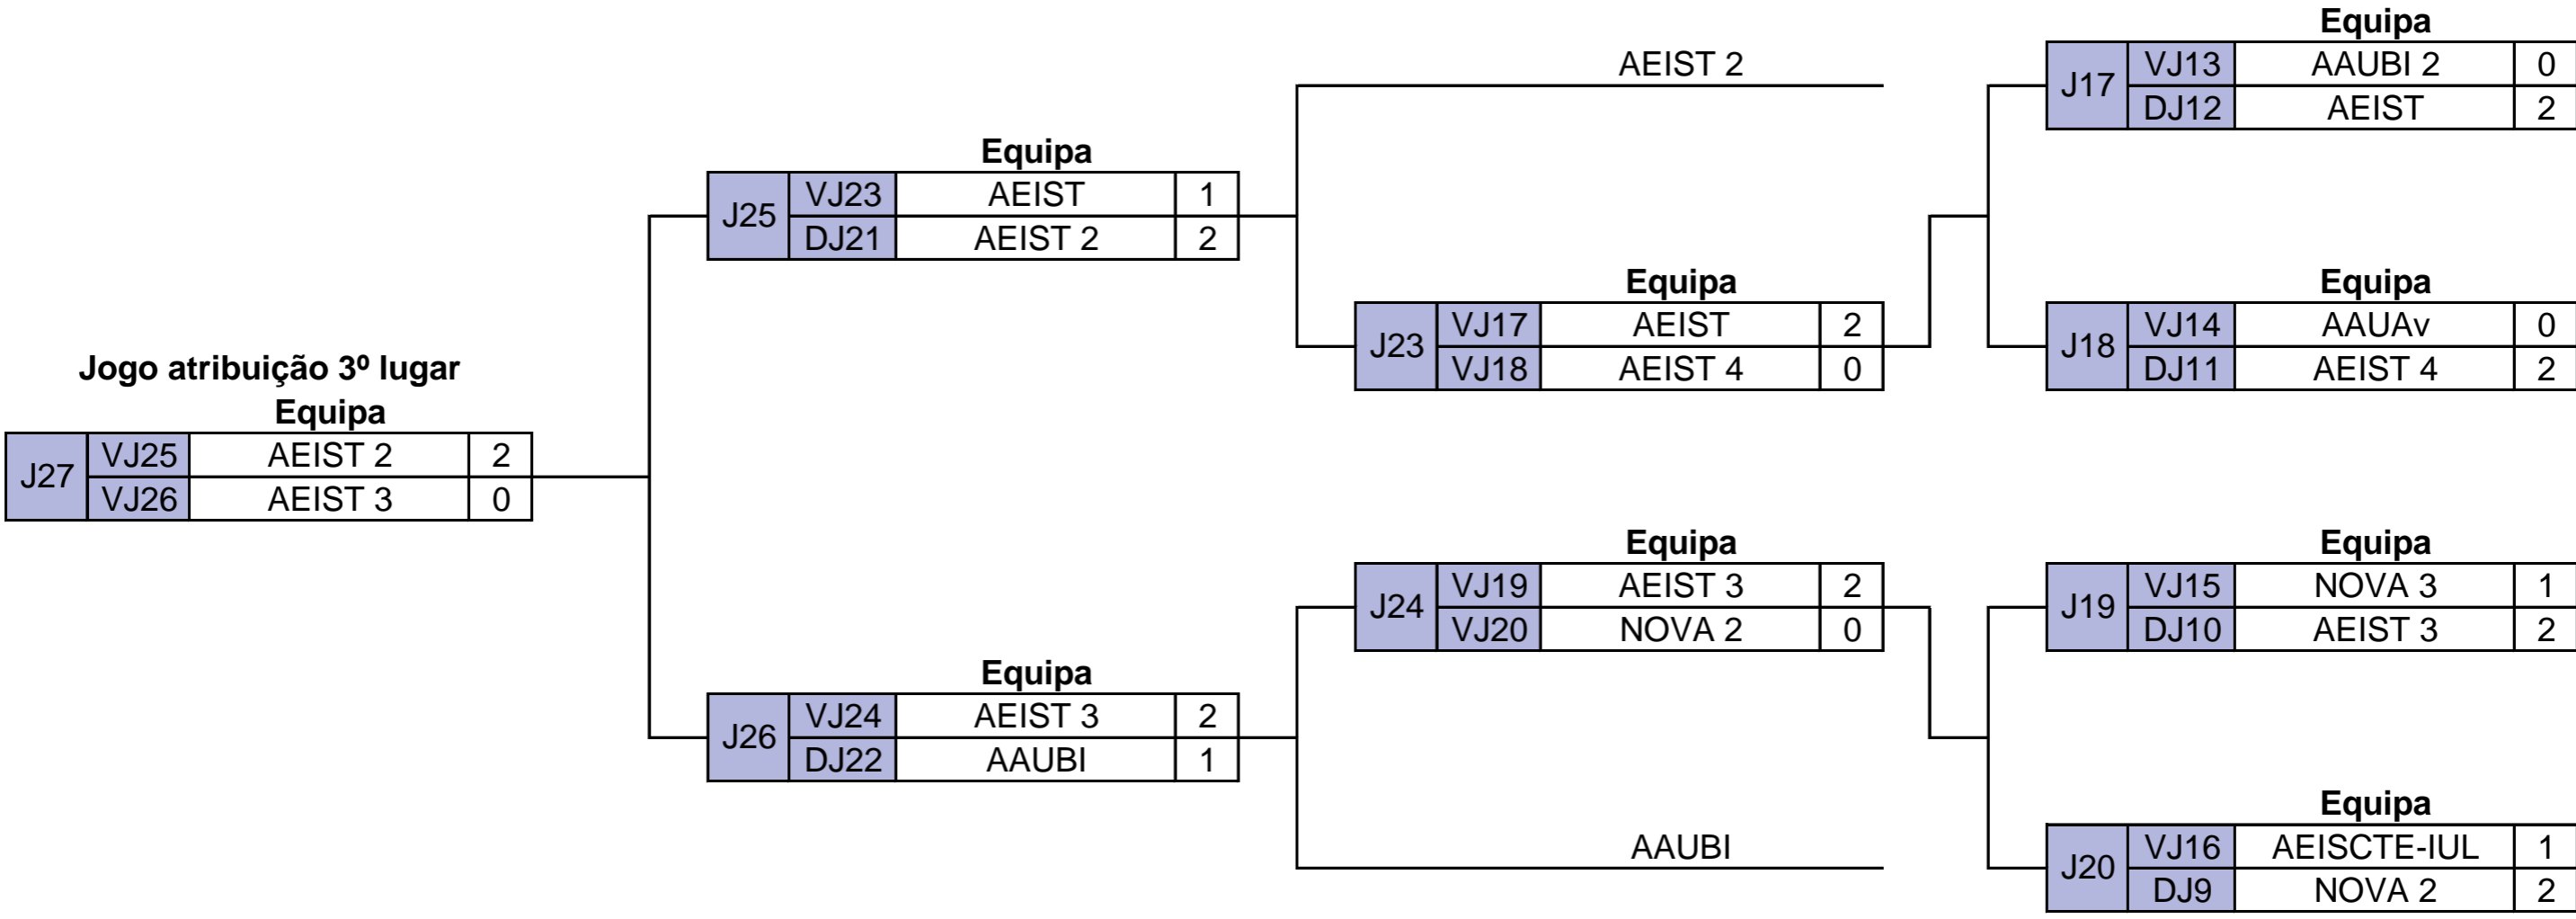 Equipa
J17 VJ13 AAUBI 2 0
DJ12 AEIST 2
AEIST 2
Equipa
J25 VJ23 AEIST 1
DJ21 AEIST 2 2
Equipa
J23 VJ17 AEIST 2
VJ18 AEIST 4 0
Equipa
J18 VJ14 AAUAv 0
DJ11 AEIST 4 2
Jogo atribuição 3º lugar
Equipa
J27 VJ25 AEIST 2 2
VJ26 AEIST 3 0
Equipa
J24 VJ19 AEIST 3 2
VJ20 NOVA 2 0
Equipa
J19 VJ15 NOVA 3 1
DJ10 AEIST 3 2
Equipa
J26 VJ24 AEIST 3 2
DJ22 AAUBI 1
AAUBI
Equipa
J20 VJ16 AEISCTE-IUL 1
DJ9 NOVA 2 2